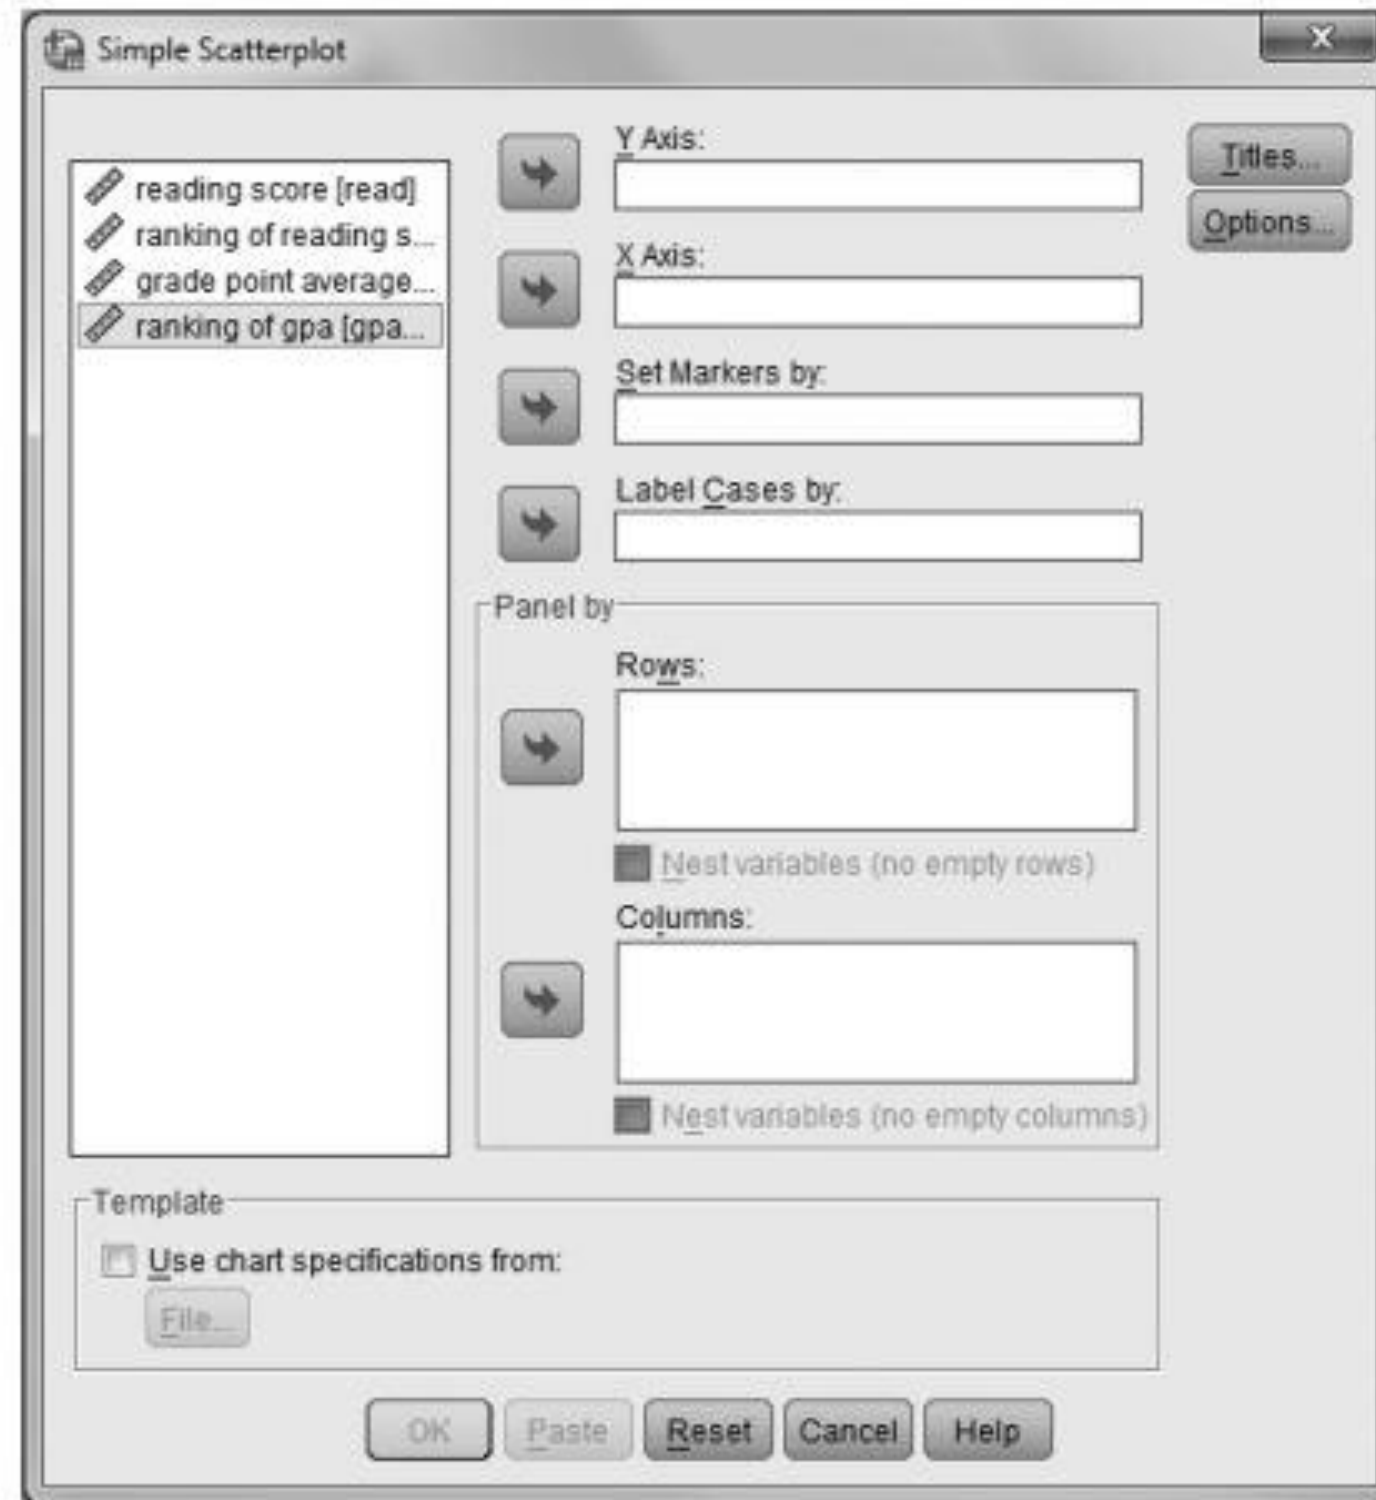 Simple Scatterplot
reading score [read]
ranking of reading s...
grade point average...
ranking of gpa [gpa...
Y Axis:
X Axis:
Set Markers by:
Label Cases by:
Panel by
Rows:
Nest variables (no empty rows)
Columns:
Nest variables (no empty columns)
Titles...
Options...
Template
Use chart specifications from:
File...
OK Paste Reset Cancel Help